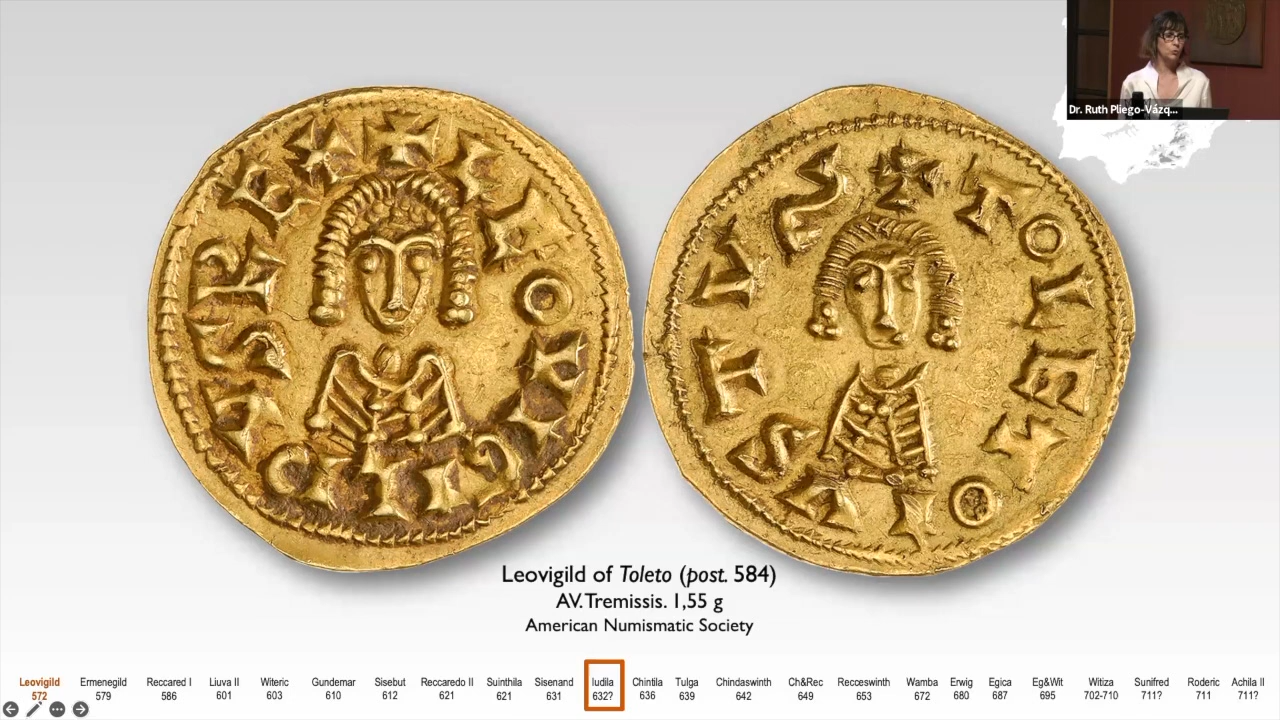 Dr. Ruth Pliego-Vázq...
+LEOVIGILDVSREX
+TOLETOIVSTVS
Leovigild of Toleto (post. 584)
AV. Tremissis. 1,55 g
American Numismatic Society
Leovigild Ermenegild Reccared I Liuva II Witeric Gundemar Sisebut Reccaredo II Suinthila Sisenand Iudila Chintila Tulga Chindaswinth Ch&Rec Recceswinth Wamba Erwig Egica Eg&Wit Witiza Sunifred Roderic Achila II
572 579 586 601 603 610 612 621 621 631 632? 636 639 642 649 653 672 680 687 695 702-710 711? 711 711?